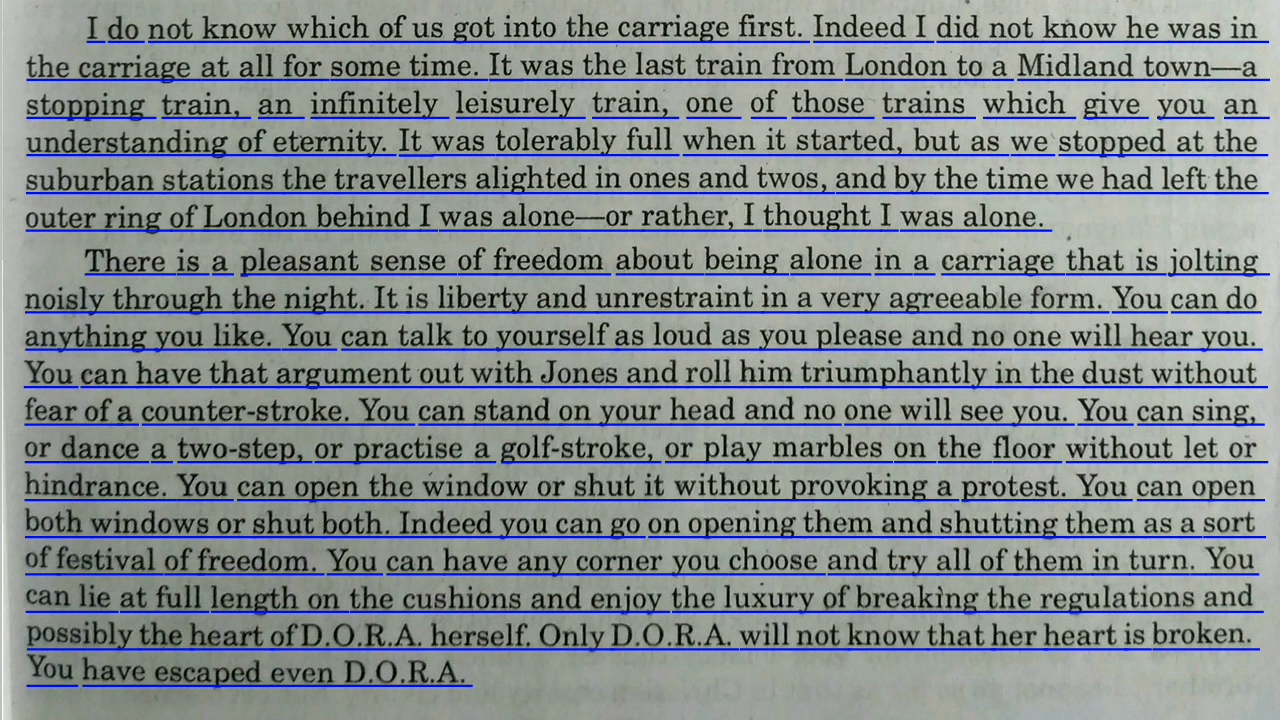 I do not know which of us got into the carriage first. Indeed I did not know he was in
the carriage at all for some time. It was the last train from London to a Midland town—a
stopping train, an infinitely leisurely train, one of those trains which give you an
understanding of eternity. It was tolerably full when it started, but as we stopped at the
suburban stations the travellers alighted in ones and twos, and by the time we had left the
outer ring of London behind I was alone—or rather, I thought I was alone.
There is a pleasant sense of freedom about being alone in a carriage that is jolting
noisly through the night. It is liberty and unrestraint in a very agreeable form. You can do
anything you like. You can talk to yourself as loud as you please and no one will hear you.
You can have that argument out with Jones and roll him triumphantly in the dust without
fear of a counter-stroke. You can stand on your head and no one will see you. You can sing,
or dance a two-step, or practise a golf-stroke, or play marbles on the floor without let or
hindrance. You can open the window or shut it without provoking a protest. You can open
both windows or shut both. Indeed you can go on opening them and shutting them as a sort
of festival of freedom. You can have any corner you choose and try all of them in turn. You
can lie at full length on the cushions and enjoy the luxury of breaking the regulations and
possibly the heart of D.O.R.A. herself. Only D.O.R.A. will not know that her heart is broken.
You have escaped even D.O.R.A.